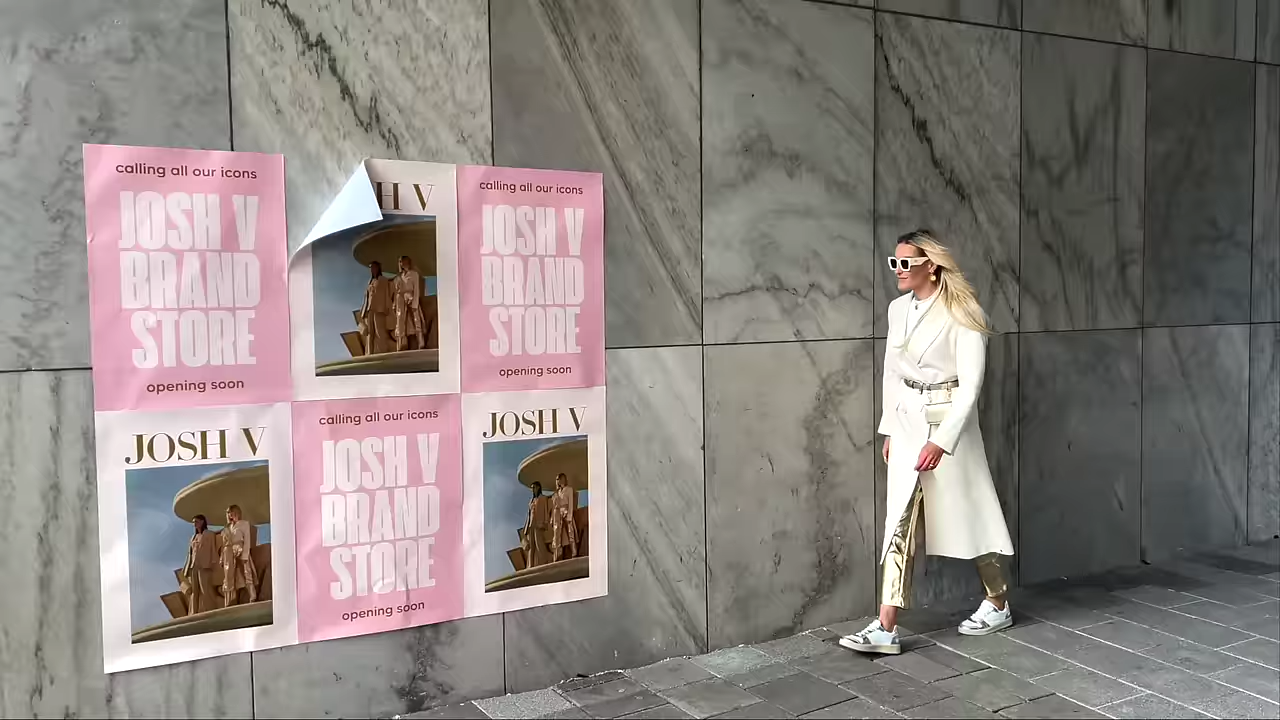 calling all our icons
JOSH V
BRAND
STORE
opening soon
H V
calling all our icons
JOSH V
BRAND
STORE
opening soon
JOSH V
calling all our icons
JOSH V
BRAND
STORE
opening soon
JOSH V